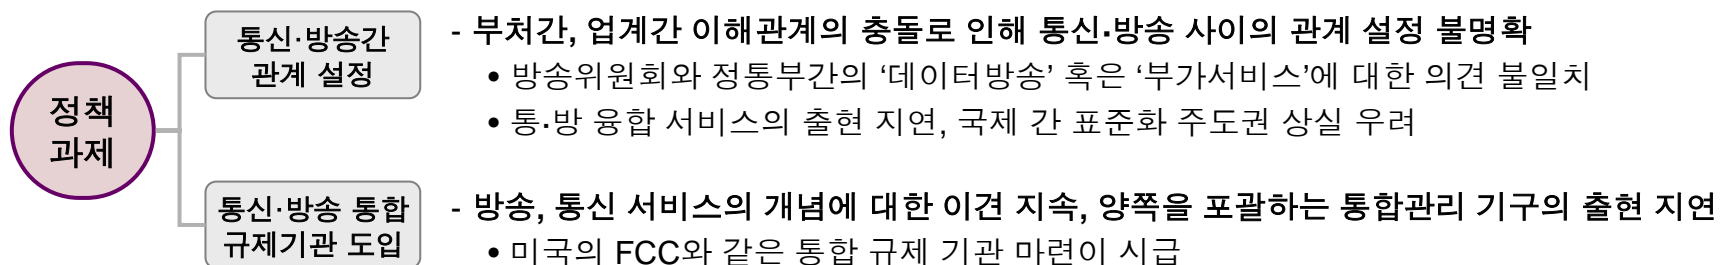 정책
과제
통신·방송간
관계 설정
- 부처간, 업계간 이해관계의 충돌로 인해 통신·방송 사이의 관계 설정 불명확
• 방송위원회와 정통부간의 ‘데이터방송’ 혹은 ‘부가서비스’에 대한 의견 불일치
• 통·방 융합 서비스의 출현 지연, 국제 간 표준화 주도권 상실 우려
통신·방송 통합
규제기관 도입
- 방송, 통신 서비스의 개념에 대한 이견 지속, 양쪽을 포괄하는 통합관리 기구의 출현 지연
• 미국의 FCC와 같은 통합 규제 기관 마련이 시급